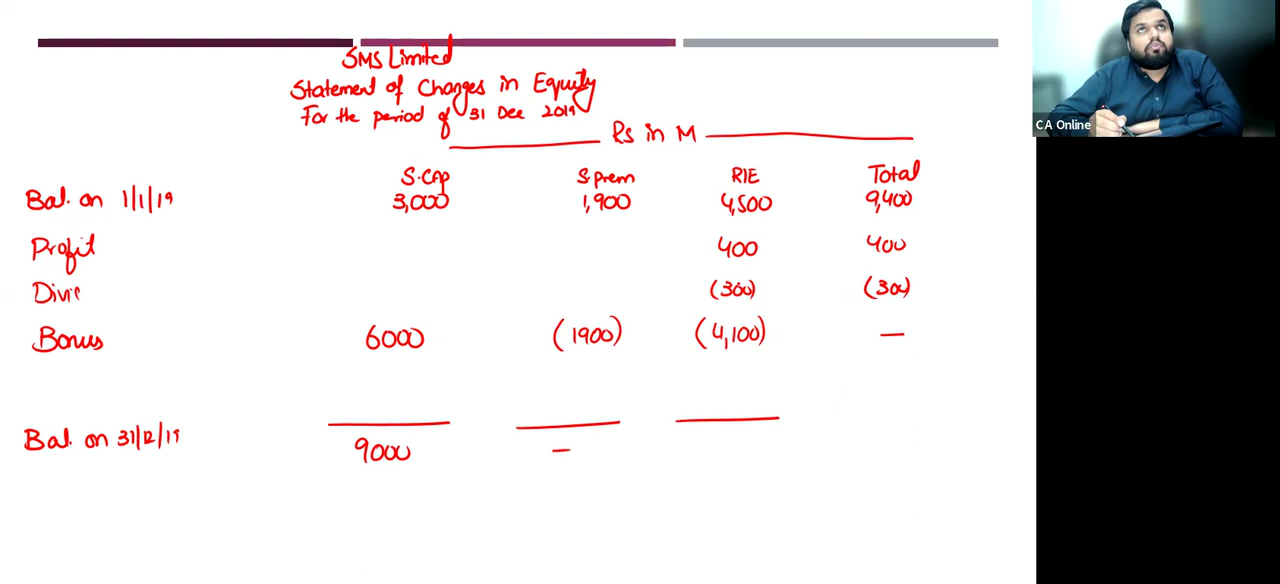 SMS Limited
Statement of Changes in Equity
For the period of 31 Dec 2019
Rs in M
S.Cap S.prem R/E Total
Bal. on 1/1/19 3,000 1,900 4,500 9,400
Profit 400 400
Divi (300) (300)
Bonus 6000 (1900) (4,100) —
Bal. on 31/12/19 9000 —
C A Online